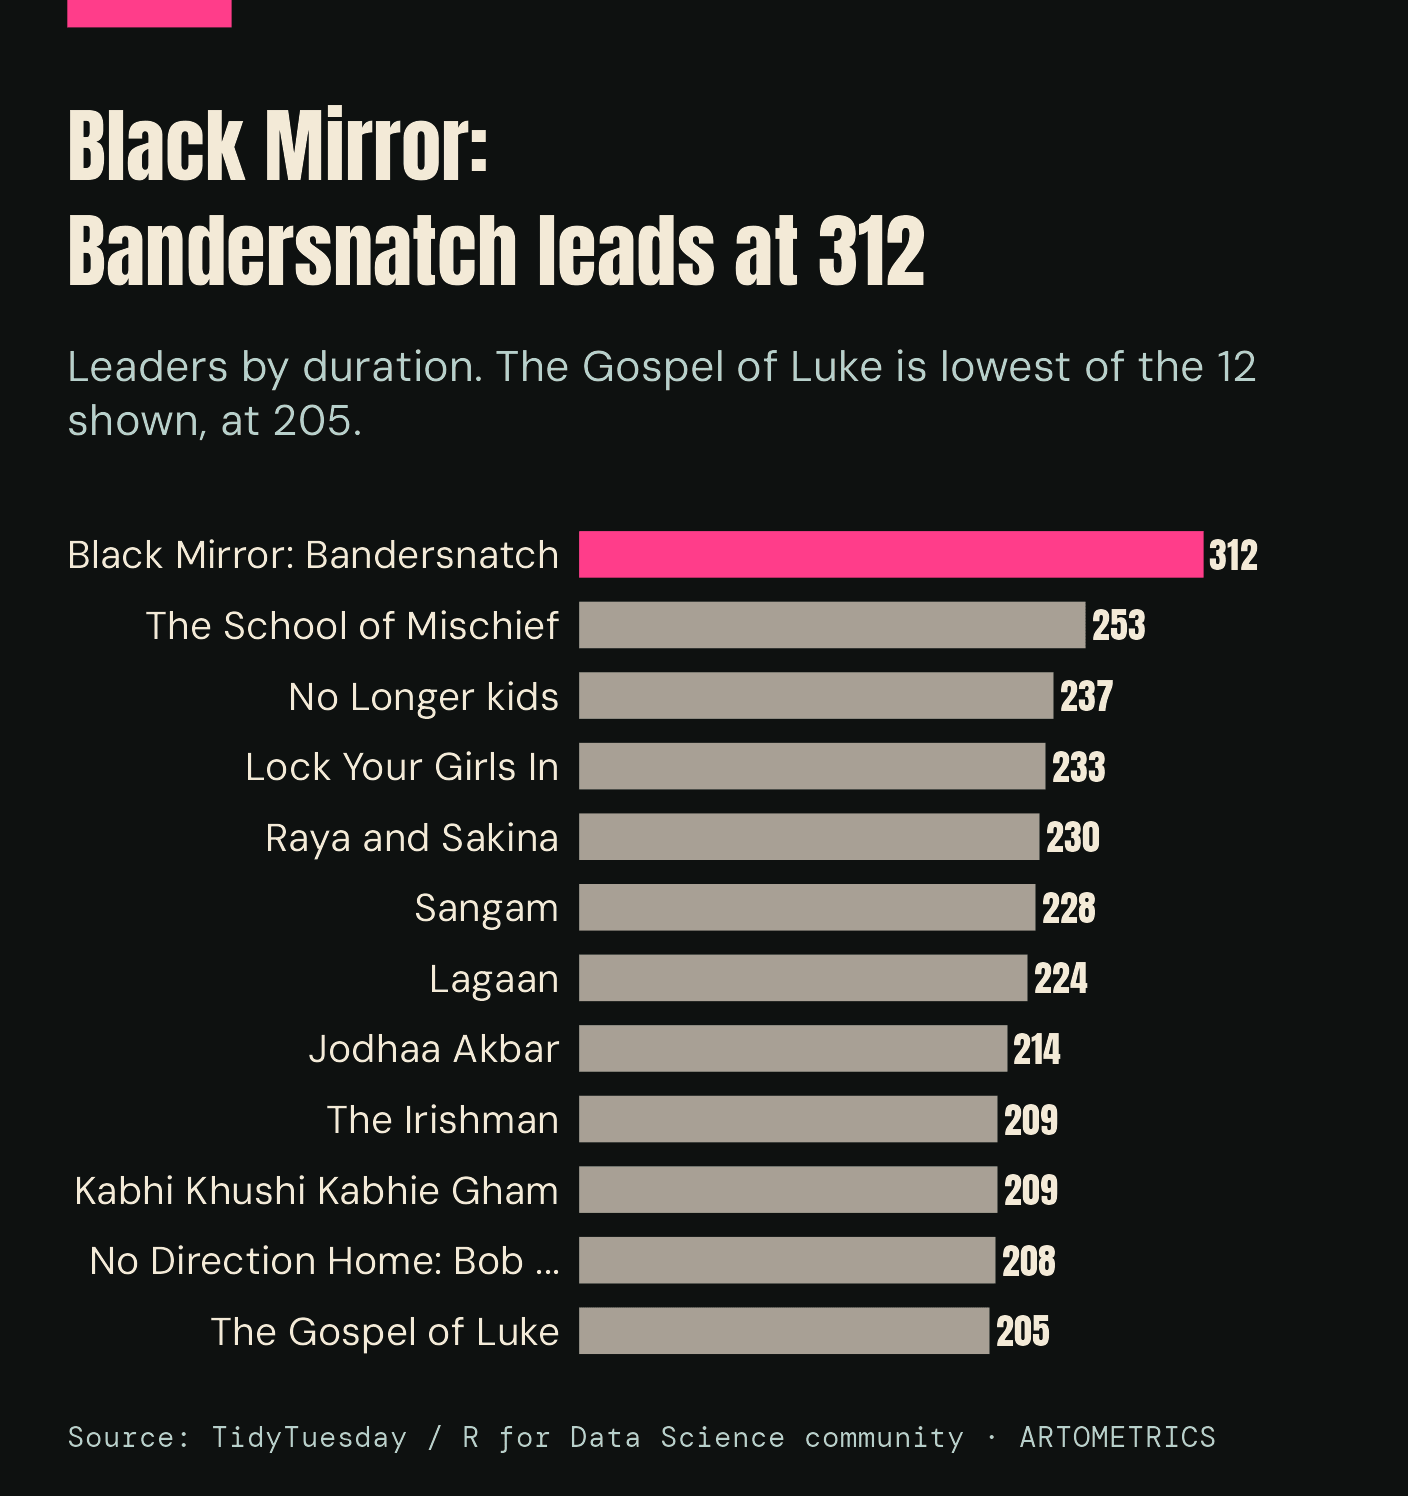 Black Mirror:
Bandersnatch leads at 312
Leaders by duration. The Gospel of Luke is lowest of the 12
shown, at 205.
Black Mirror: Bandersnatch 312
The School of Mischief 253
No Longer kids 237
Lock Your Girls In 233
Raya and Sakina 230
Sangam 228
Lagaan 224
Jodhaa Akbar 214
The Irishman 209
Kabhi Khushi Kabhie Gham 209
No Direction Home: Bob ... 208
The Gospel of Luke 205
Source: TidyTuesday / R for Data Science community · ARTOMETRICS